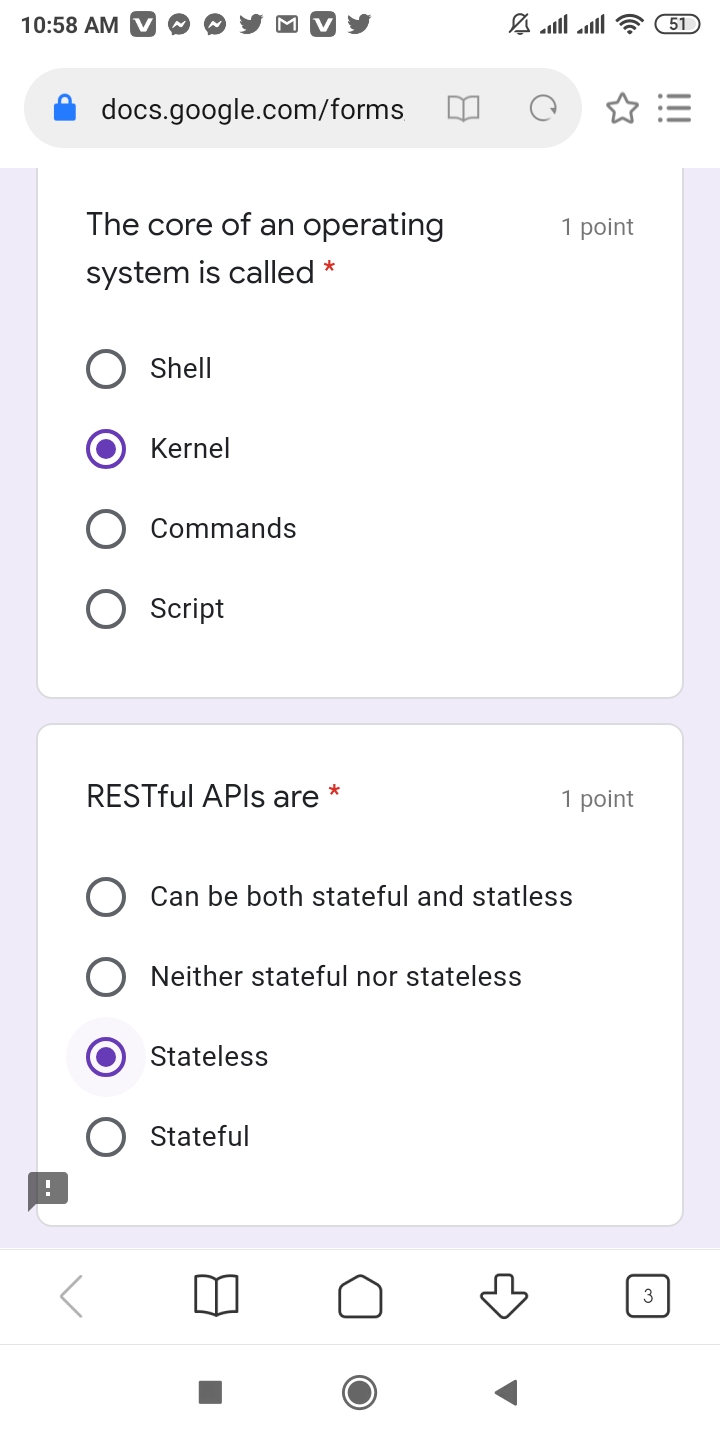 10:58 AM
51
docs.google.com/forms
The core of an operating
system is called *
1 point
Shell
Kernel
Commands
Script
RESTful APIs are *
1 point
Can be both stateful and statless
Neither stateful nor stateless
Stateless
Stateful
3